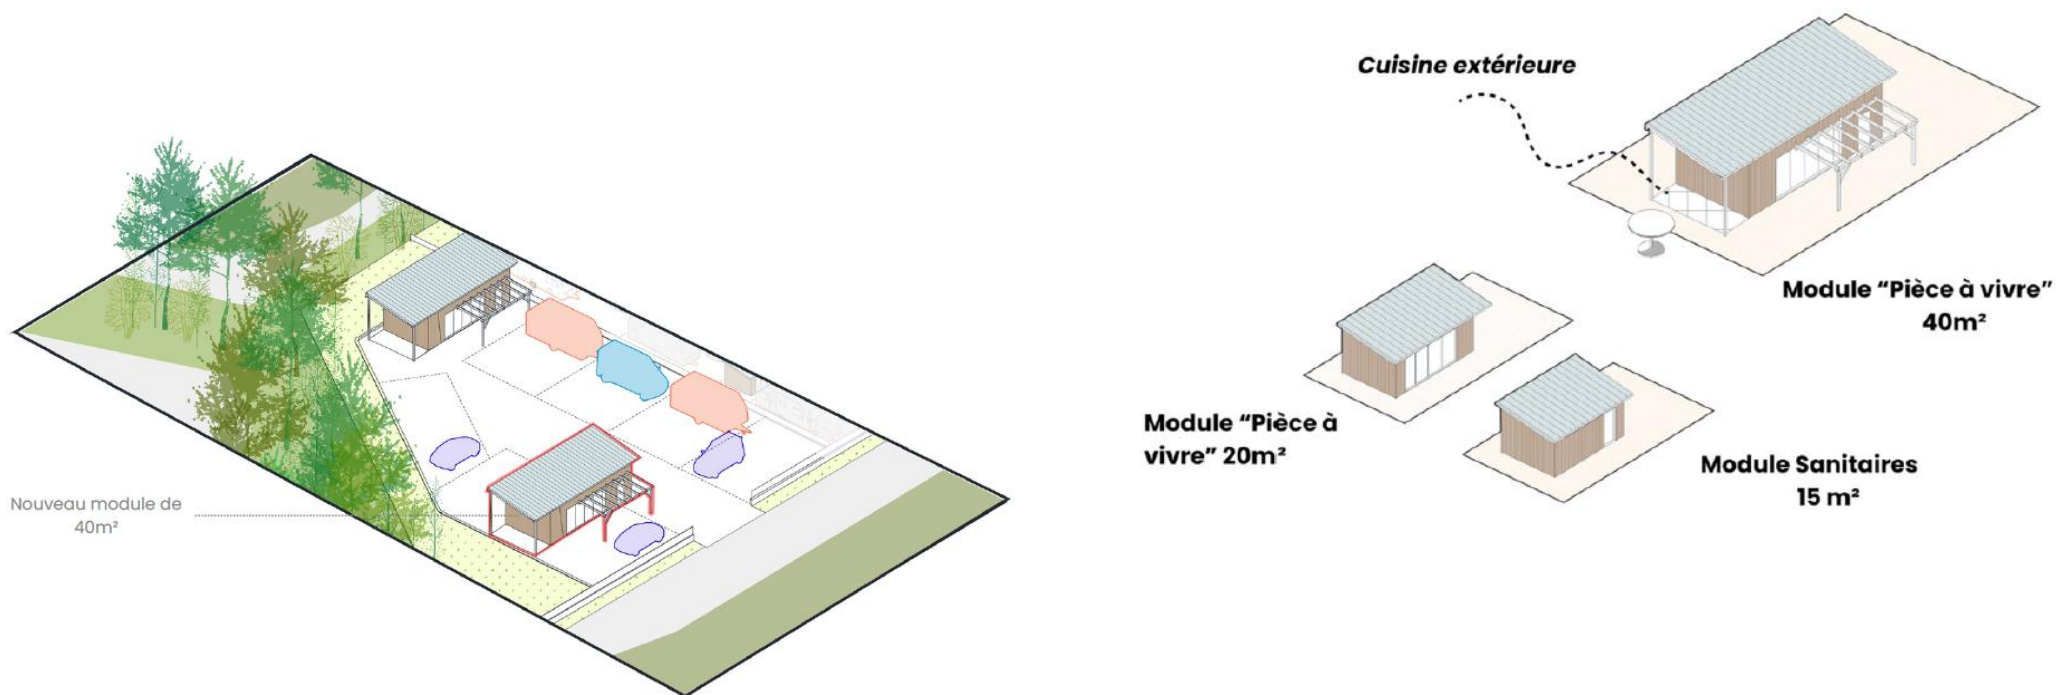 Nouveau module de
40m²
Cuisine extérieure
Module “Pièce à vivre”
40m²
Module “Pièce à
vivre” 20m²
Module Sanitaires
15 m²